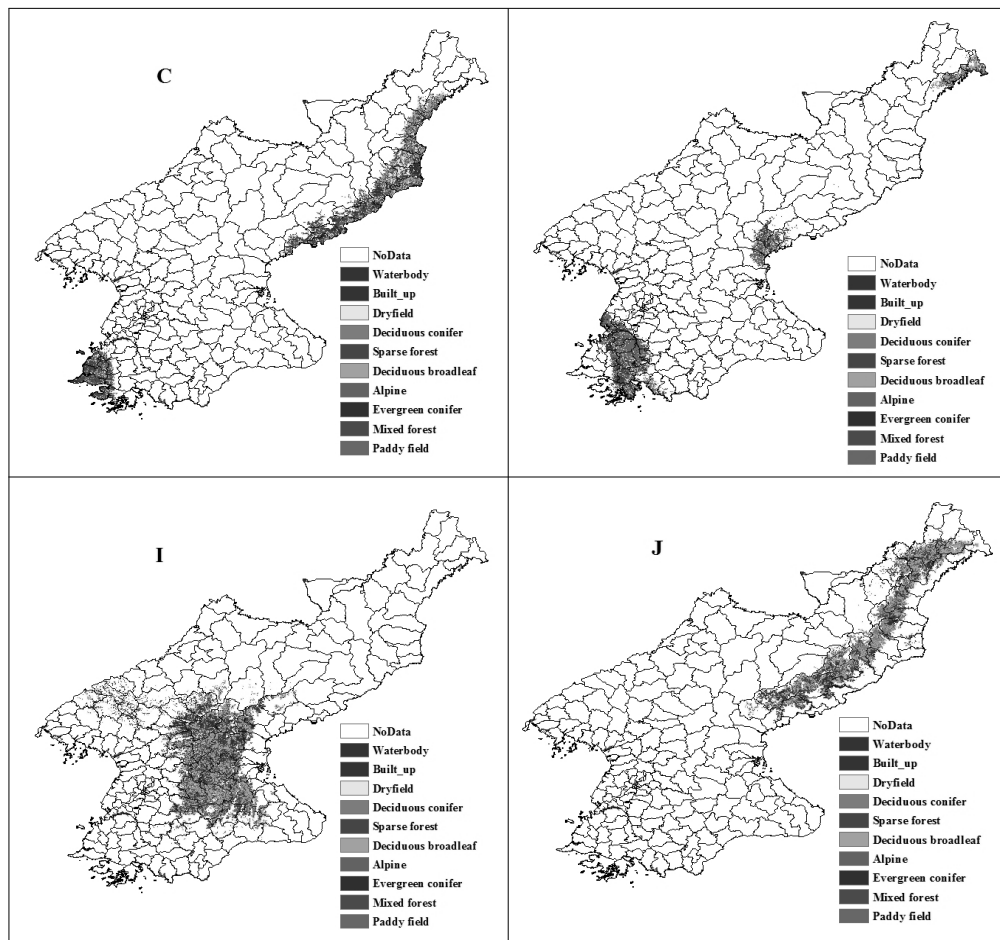 C
NoData
Waterbody
Built_up
Dryfield
Deciduous conifer
Sparse forest
Deciduous broadleaf
Alpine
Evergreen conifer
Mixed forest
Paddy field
NoData
Waterbody
Built_up
Dryfield
Deciduous conifer
Sparse forest
Deciduous broadleaf
Alpine
Evergreen conifer
Mixed forest
Paddy field
I
NoData
Waterbody
Built_up
Dryfield
Deciduous conifer
Sparse forest
Deciduous broadleaf
Alpine
Evergreen conifer
Mixed forest
Paddy field
J
NoData
Waterbody
Built_up
Dryfield
Deciduous conifer
Sparse forest
Deciduous broadleaf
Alpine
Evergreen conifer
Mixed forest
Paddy field